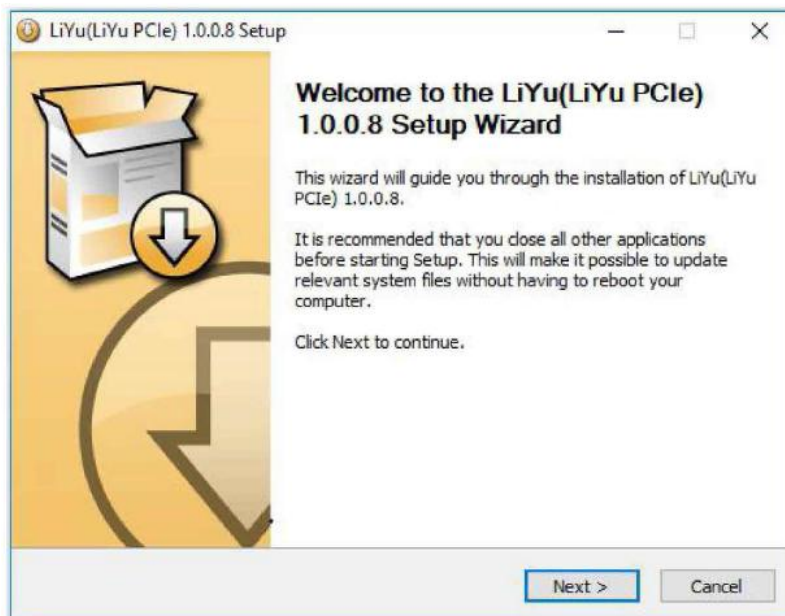 LiYu(LiYu PCIe) 1.0.0.8 Setup
Welcome to the LiYu(LiYu PCIe)
1.0.0.8 Setup Wizard
This wizard will guide you through the installation of LiYu(LiYu
PCIe) 1.0.0.8.
It is recommended that you close all other applications
before starting Setup. This will make it possible to update
relevant system files without having to reboot your
computer.
Click Next to continue.
Next >
Cancel